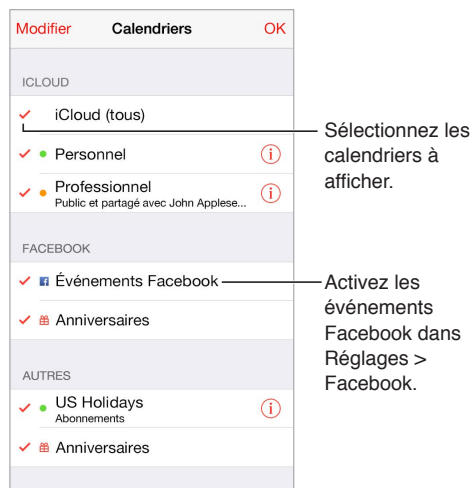 Modifier Calendriers OK
ICLOUD
iCloud (tous)
Personnel
Professionnel
Public et partagé avec John Applese...
FACEBOOK
Événements Facebook
Anniversaires
AUTRES
US Holidays
Abonnements
Anniversaires
Sélectionnez les
calendriers à
afficher.
Activez les
événements
Facebook dans
Réglages >
Facebook.